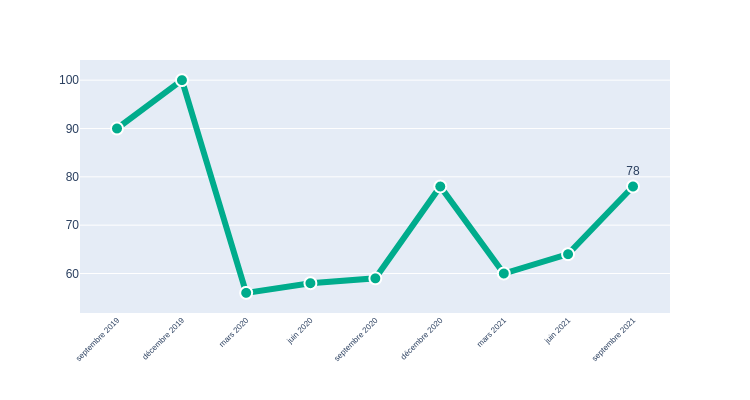 100
90
80
70
60
78
septembre 2019
décembre 2019
mars 2020
juin 2020
septembre 2020
décembre 2020
mars 2021
juin 2021
septembre 2021